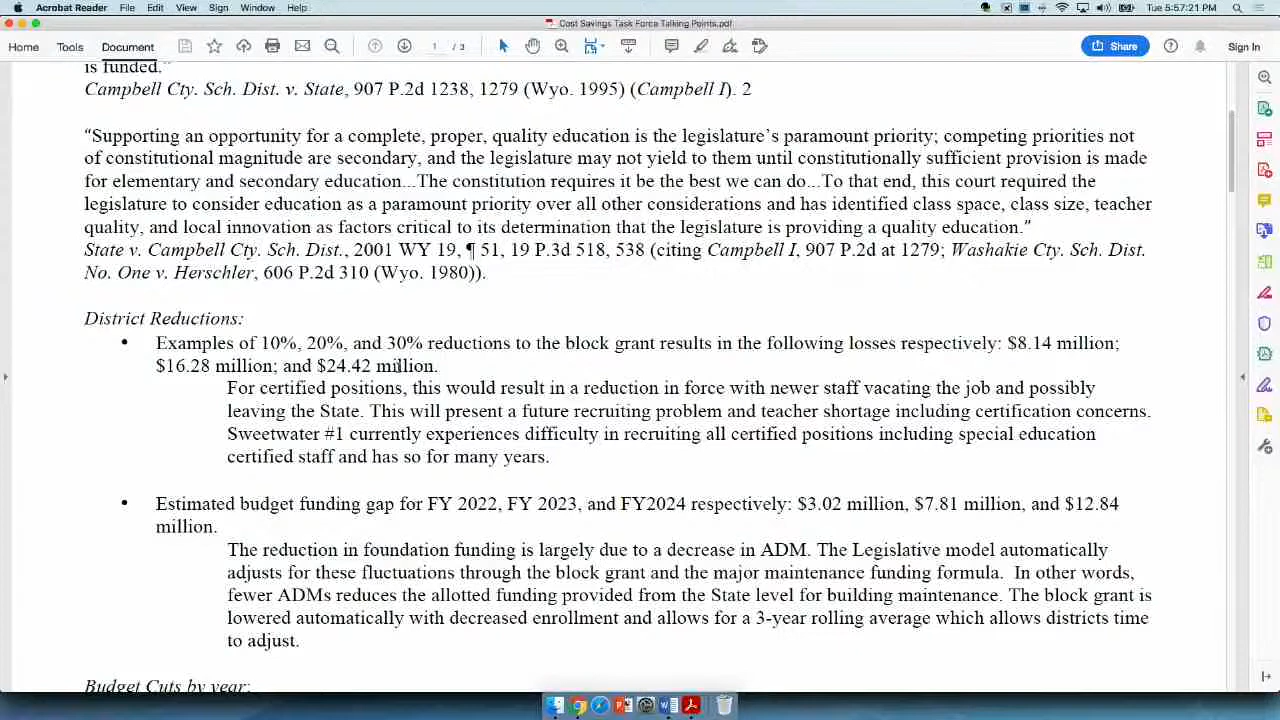 Acrobat Reader File Edit View Sign Window Help Tue 5:57:21 PM
Cost Savings Task Force Talking Points.pdf
Home Tools Document 1 / 3 Share Sign In
is funded.”
Campbell Cty. Sch. Dist. v. State, 907 P.2d 1238, 1279 (Wyo. 1995) (Campbell I). 2
“Supporting an opportunity for a complete, proper, quality education is the legislature’s paramount priority; competing priorities not
of constitutional magnitude are secondary, and the legislature may not yield to them until constitutionally sufficient provision is made
for elementary and secondary education...The constitution requires it be the best we can do...To that end, this court required the
legislature to consider education as a paramount priority over all other considerations and has identified class space, class size, teacher
quality, and local innovation as factors critical to its determination that the legislature is providing a quality education.”
State v. Campbell Cty. Sch. Dist., 2001 WY 19, ¶ 51, 19 P.3d 518, 538 (citing Campbell I, 907 P.2d at 1279; Washakie Cty. Sch. Dist.
No. One v. Herschler, 606 P.2d 310 (Wyo. 1980)).
District Reductions:
• Examples of 10%, 20%, and 30% reductions to the block grant results in the following losses respectively: $8.14 million;
$16.28 million; and $24.42 million.
For certified positions, this would result in a reduction in force with newer staff vacating the job and possibly
leaving the State. This will present a future recruiting problem and teacher shortage including certification concerns.
Sweetwater #1 currently experiences difficulty in recruiting all certified positions including special education
certified staff and has so for many years.
• Estimated budget funding gap for FY 2022, FY 2023, and FY2024 respectively: $3.02 million, $7.81 million, and $12.84
million.
The reduction in foundation funding is largely due to a decrease in ADM. The Legislative model automatically
adjusts for these fluctuations through the block grant and the major maintenance funding formula. In other words,
fewer ADMs reduces the allotted funding provided from the State level for building maintenance. The block grant is
lowered automatically with decreased enrollment and allows for a 3-year rolling average which allows districts time
to adjust.
Budget Cuts by year: